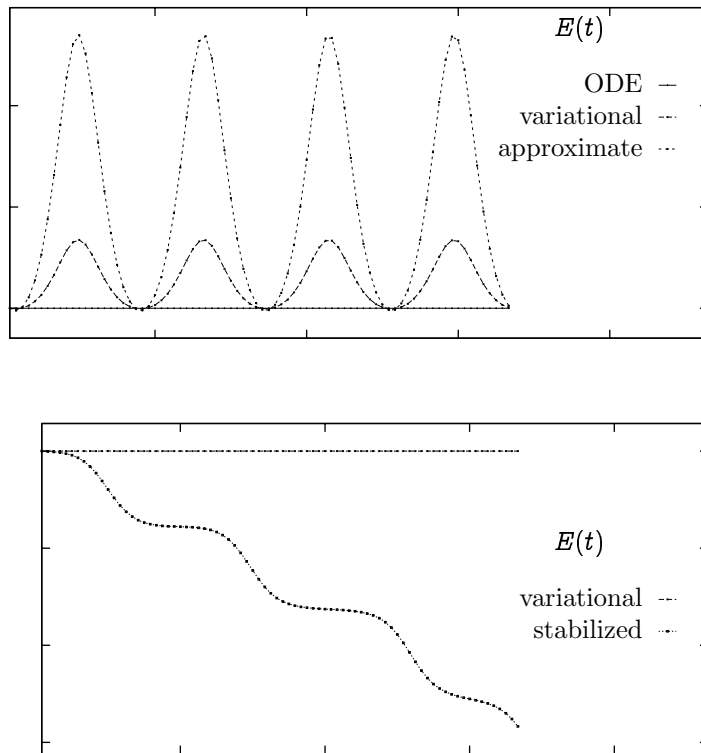 E(t)
ODE
variational
approximate
E(t)
variational
stabilized